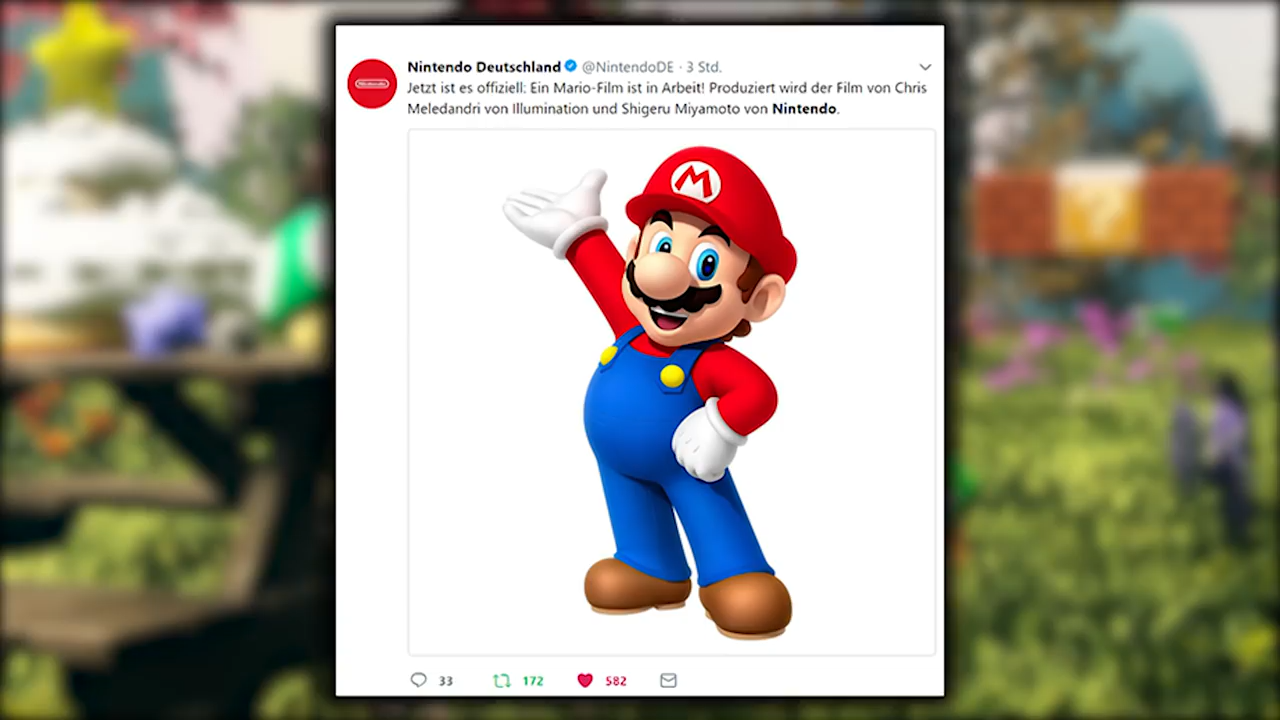 Nintendo Deutschland @NintendoDE · 3 Std.
Nintendo
Jetzt ist es offiziell: Ein Mario-Film ist in Arbeit! Produziert wird der Film von Chris
Meledandri von Illumination und Shigeru Miyamoto von Nintendo.
M
?
33 172 582